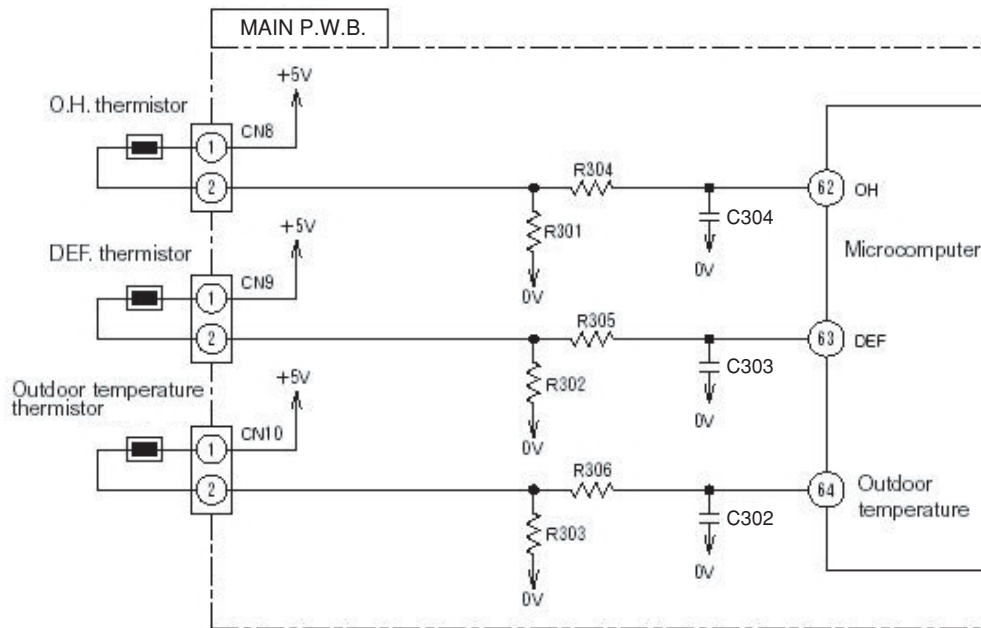 MAIN P.W.B.
+5V
O.H. thermistor
CN8
1
2
R304
62
OH
R301
C304
0V
0V
Microcomputer
+5V
DEF. thermistor
CN9
1
2
R305
63
DEF
R302
C303
0V
0V
+5V
Outdoor temperature
thermistor
CN10
1
2
R306
64
Outdoor
temperature
R303
C302
0V
0V